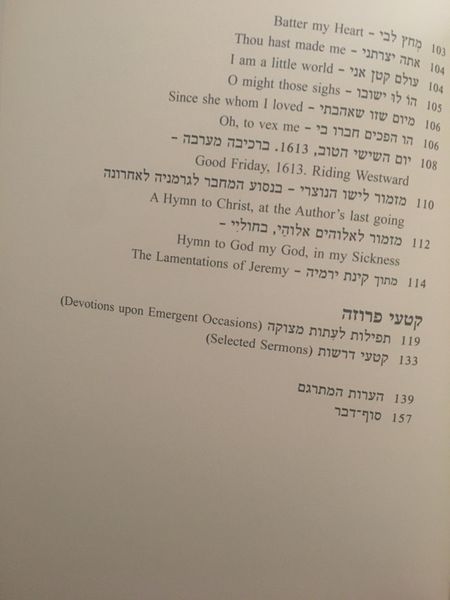 103 מְחץ לבי – Batter my Heart
104 אתה יצרתני – Thou hast made me
104 עולם קטן אני – I am a little world
105 הוֹ לוּ ישובו – O might those sighs
106 מיום שזו שאהבתי – Since she whom I loved
106 הו הפכים חברו בי – Oh, to vex me
108 יום השישי הטוב, 1613. ברכיבה מערבה –
Good Friday, 1613. Riding Westward
110 מזמור לישו הנוצרי – בנסוע המחבר לגרמניה לאחרונה
A Hymn to Christ, at the Author's last going
112 מזמור לאלוהים אלוהַי, בחוליי –
Hymn to God my God, in my Sickness
114 מתוך קינת ירמיה – The Lamentations of Jeremy
קטעי פרוזה
119 תפילות לעִתות מצוקה (Devotions upon Emergent Occasions)
133 קטעי דרשות (Selected Sermons)
139 הערות המתרגם
157 סוף־דבר